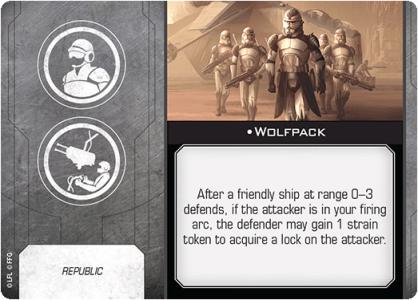 • WOLFPACK
After a friendly ship at range 0–3
defends, if the attacker is in your firing
arc, the defender may gain 1 strain
token to acquire a lock on the attacker.
REPUBLIC
© LFL © FFG